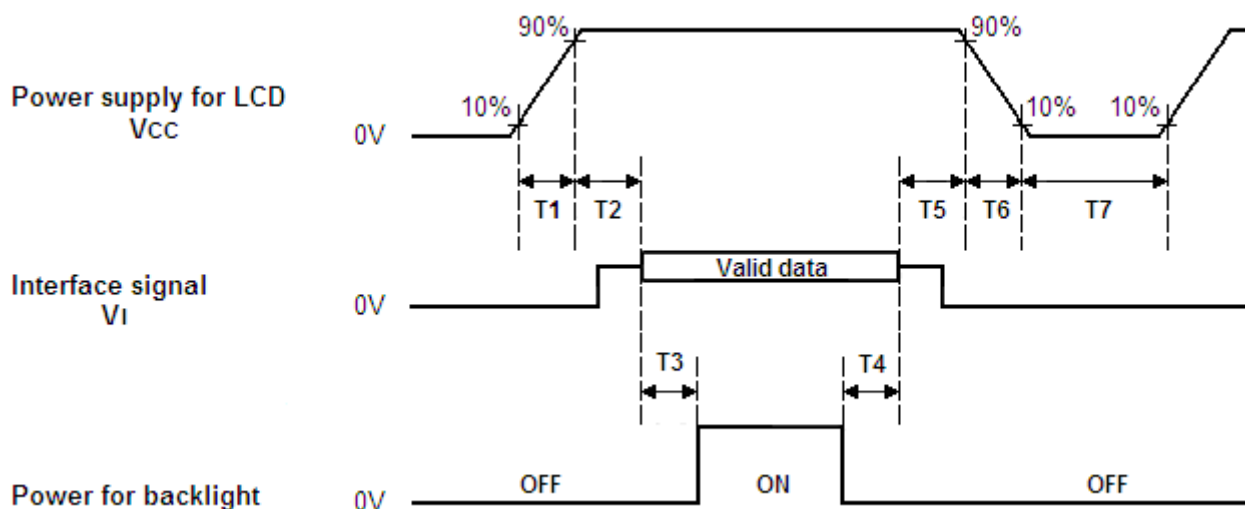 90%
90%
Power supply for LCD
10%
10%
10%
VCC
0V
T1
T2
T5
T6
T7
Valid data
Interface signal
0V
VI
T3
T4
OFF
ON
OFF
Power for backlight
0V